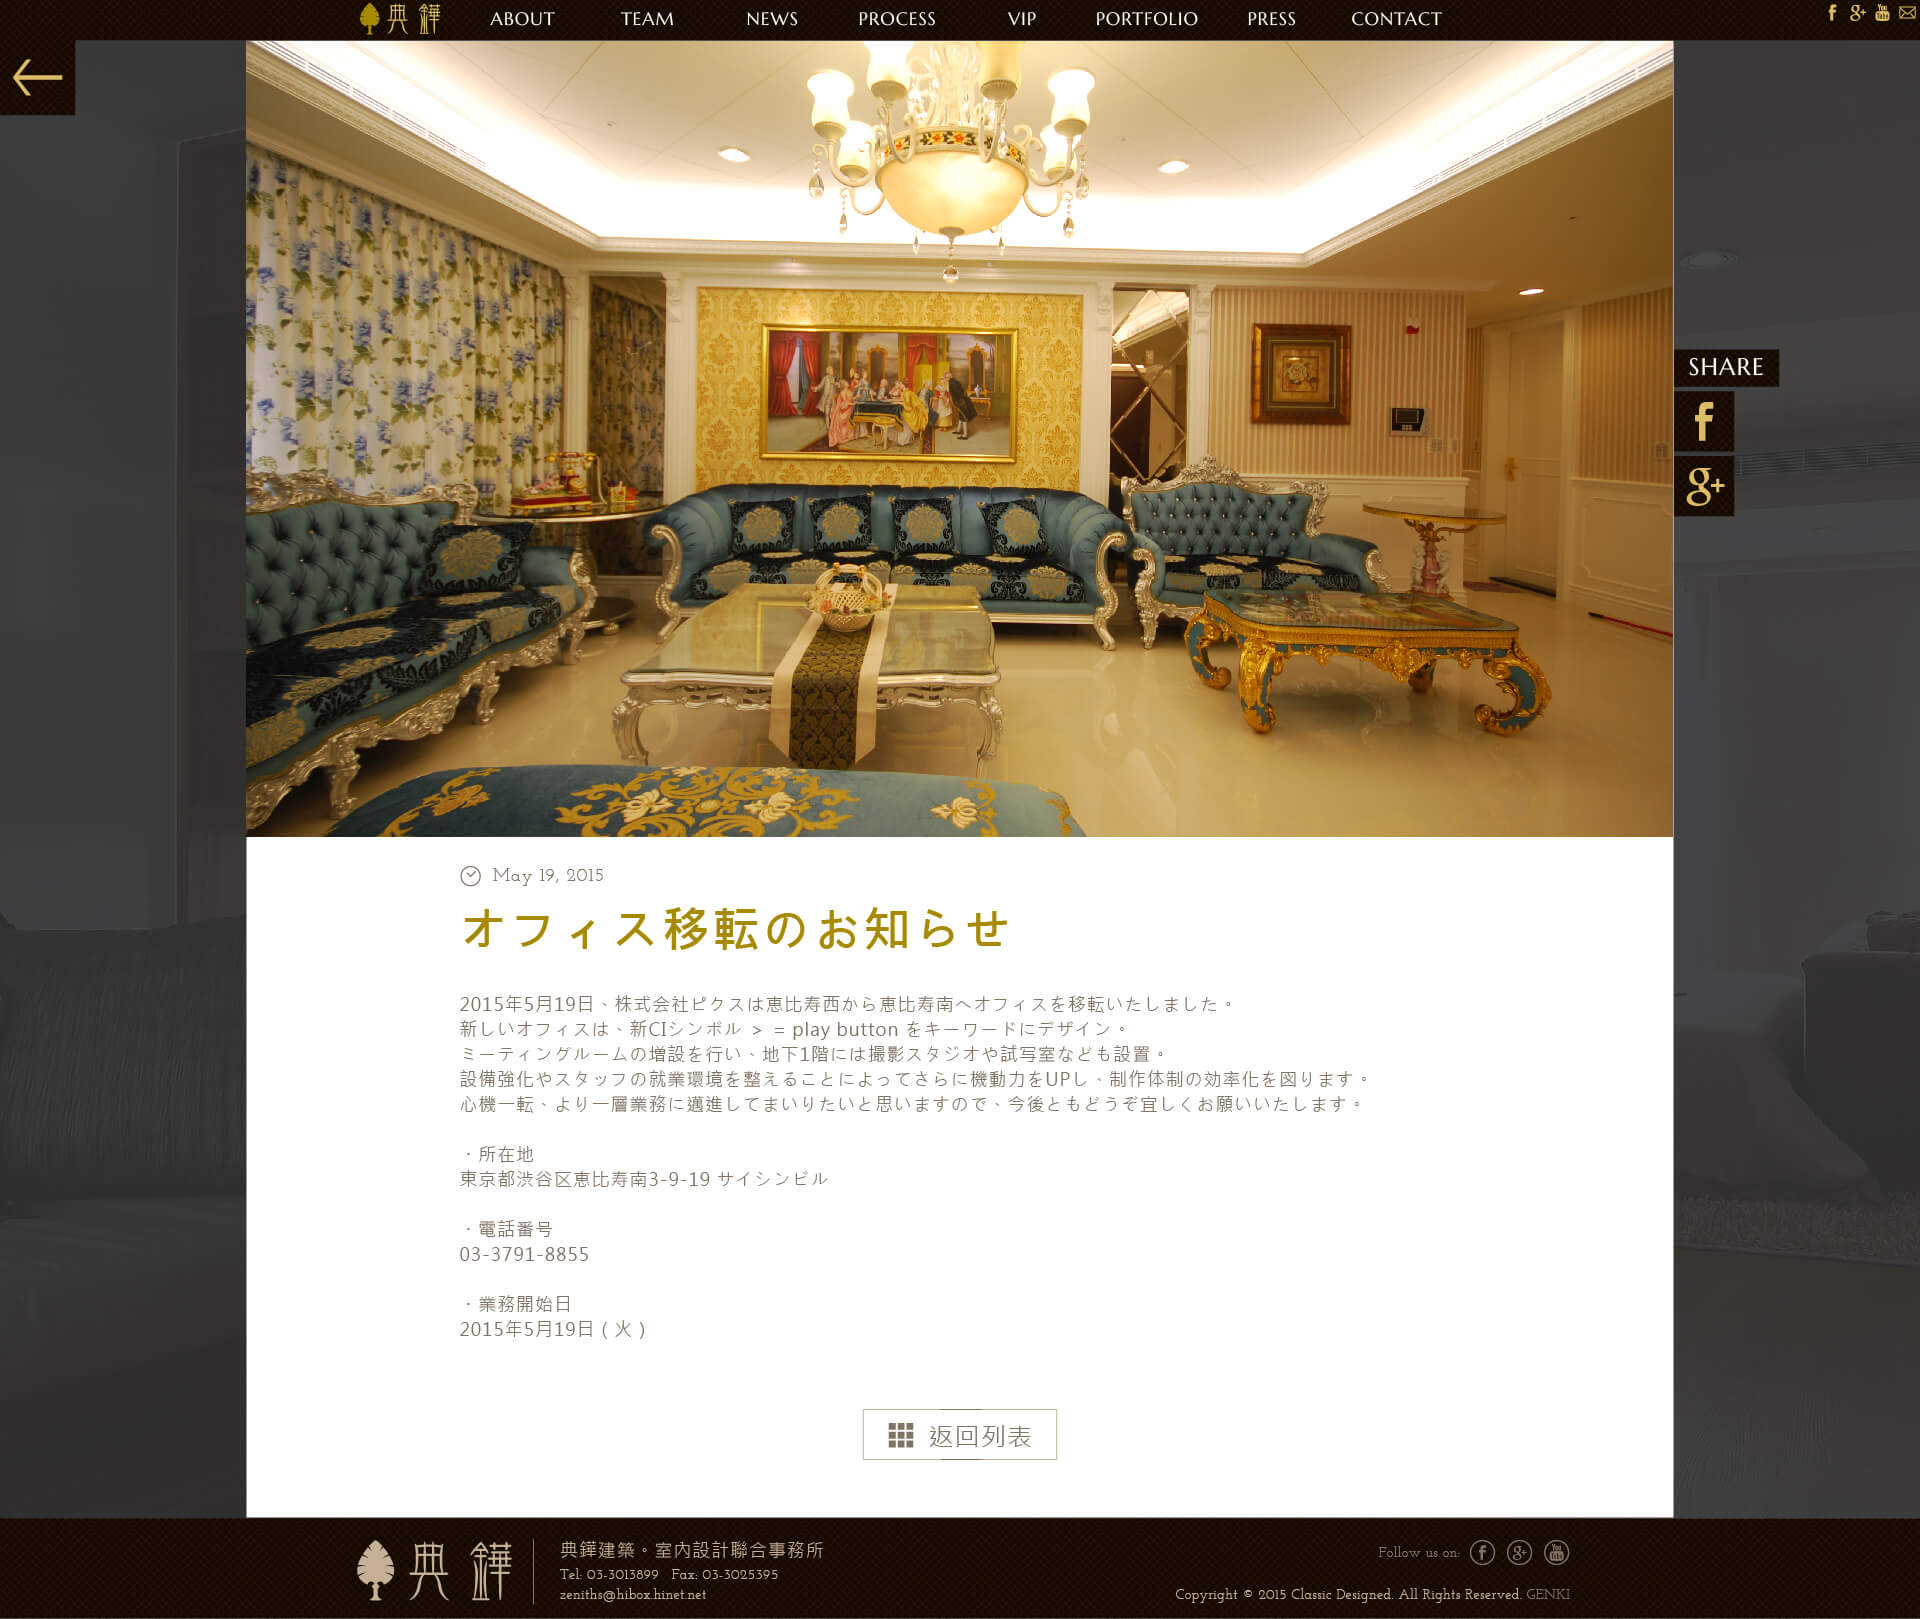 典鏵 ABOUT TEAM NEWS PROCESS VIP PORTFOLIO PRESS CONTACT
SHARE
May 19, 2015
オフィス移転のお知らせ
2015年5月19日、株式会社ピクスは恵比寿西から恵比寿南へオフィスを移転いたしました。
新しいオフィスは、新CIシンボル ＞ = play button をキーワードにデザイン。
ミーティングルームの増設を行い、地下1階には撮影スタジオや試写室なども設置。
設備強化やスタッフの就業環境を整えることによってさらに機動力をUPし、制作体制の効率化を図ります。
心機一転、より一層業務に邁進してまいりたいと思いますので、今後ともどうぞ宜しくお願いいたします。
・所在地
東京都渋谷区恵比寿南3-9-19 サイシンビル
・電話番号
03-3791-8855
・業務開始日
2015年5月19日 ( 火 )
返回列表
典鏵
典鏵建築。室內設計聯合事務所
Tel: 03-3013899 Fax: 03-3025395
zeniths@hibox.hinet.net
Follow us on:
Copyright © 2015 Classic Designed. All Rights Reserved. GENKI